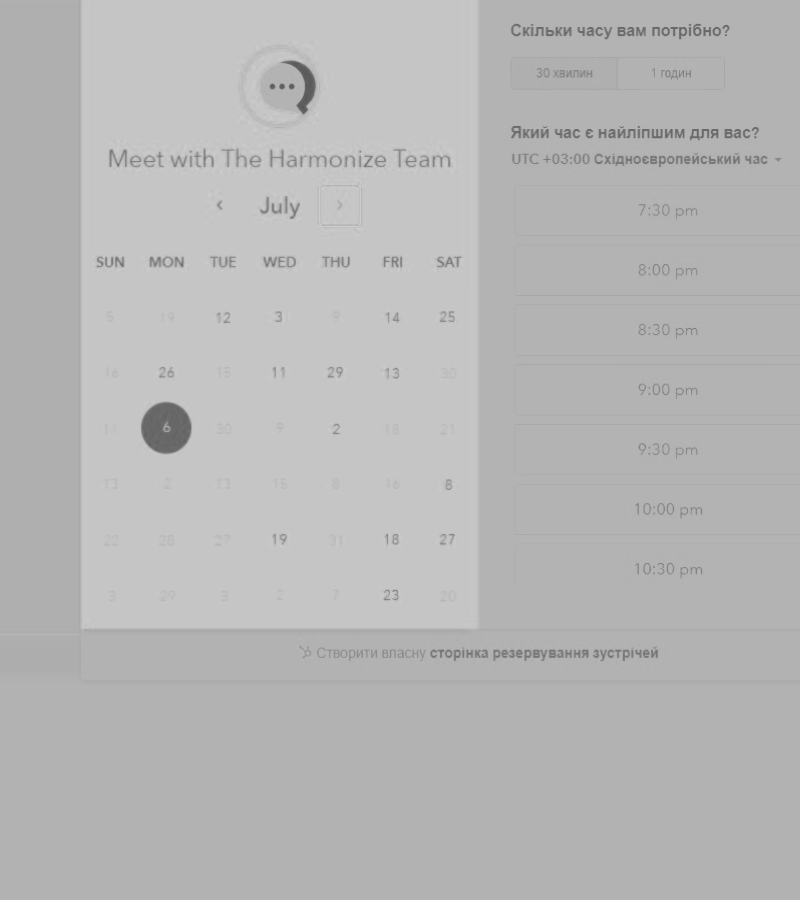 Meet with The Harmonize Team
July
SUN MON TUE WED THU FRI SAT
5 19 12 3 9 14 25
16 26 15 11 29 13 30
6 30 9 2 18 21
13 2 13 15 8 16 8
28 27 19 31 18 27
3 29 3 2 7 23 20
Скільки часу вам потрібно?
30 хвилин 1 годин
Який час є найліпшим для вас?
UTC +03:00 Східноєвропейський час
7:30 pm
8:00 pm
8:30 pm
9:00 pm
9:30 pm
10:00 pm
10:30 pm
Створити власну сторінка резервування зустрічей